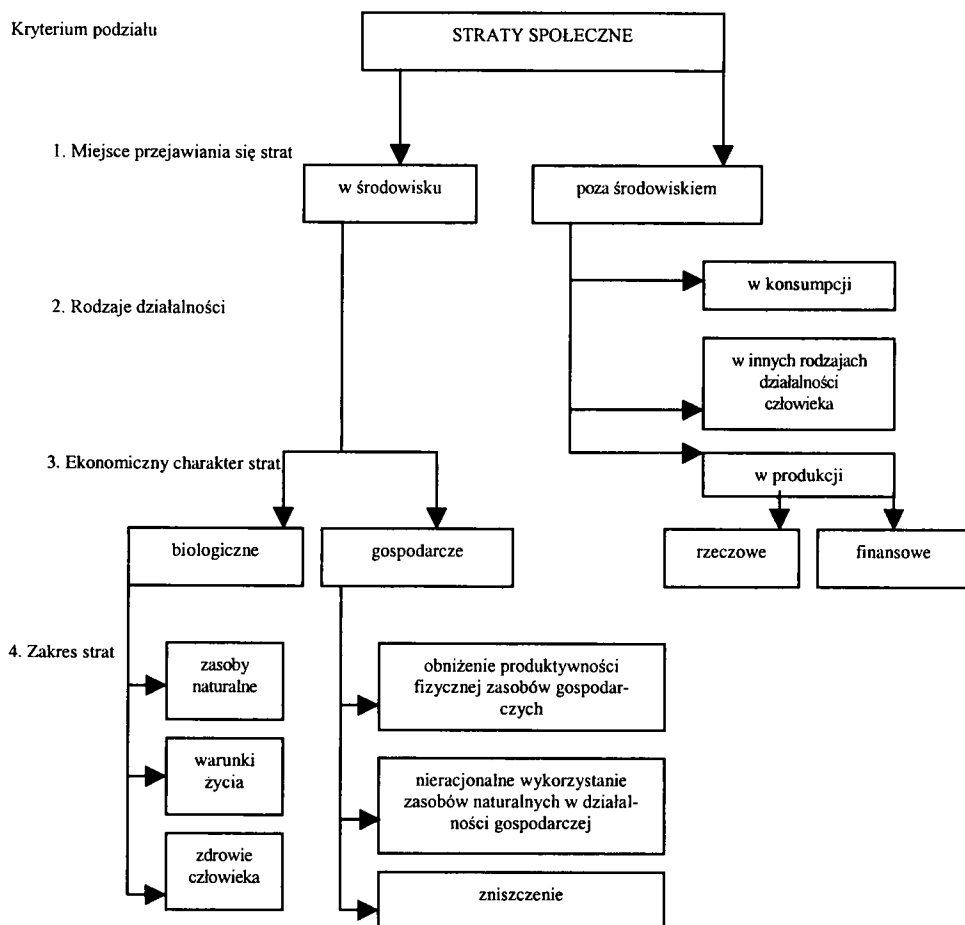 Kryterium podziału
STRATY SPOŁECZNE
1. Miejsce przejawiania się strat
w środowisku
poza środowiskiem
w konsumpcji
2. Rodzaje działalności
w innych rodzajach
działalności
człowieka
3. Ekonomiczny charakter strat
w produkcji
biologiczne
gospodarcze
rzeczowe
finansowe
4. Zakres strat
zasoby
naturalne
obniżenie produktywności
fizycznej zasobów gospodar-
czych
warunki
życia
nieracjonalne wykorzystanie
zasobów naturalnych w działal-
ności gospodarczej
zdrowie
człowieka
zniszczenie